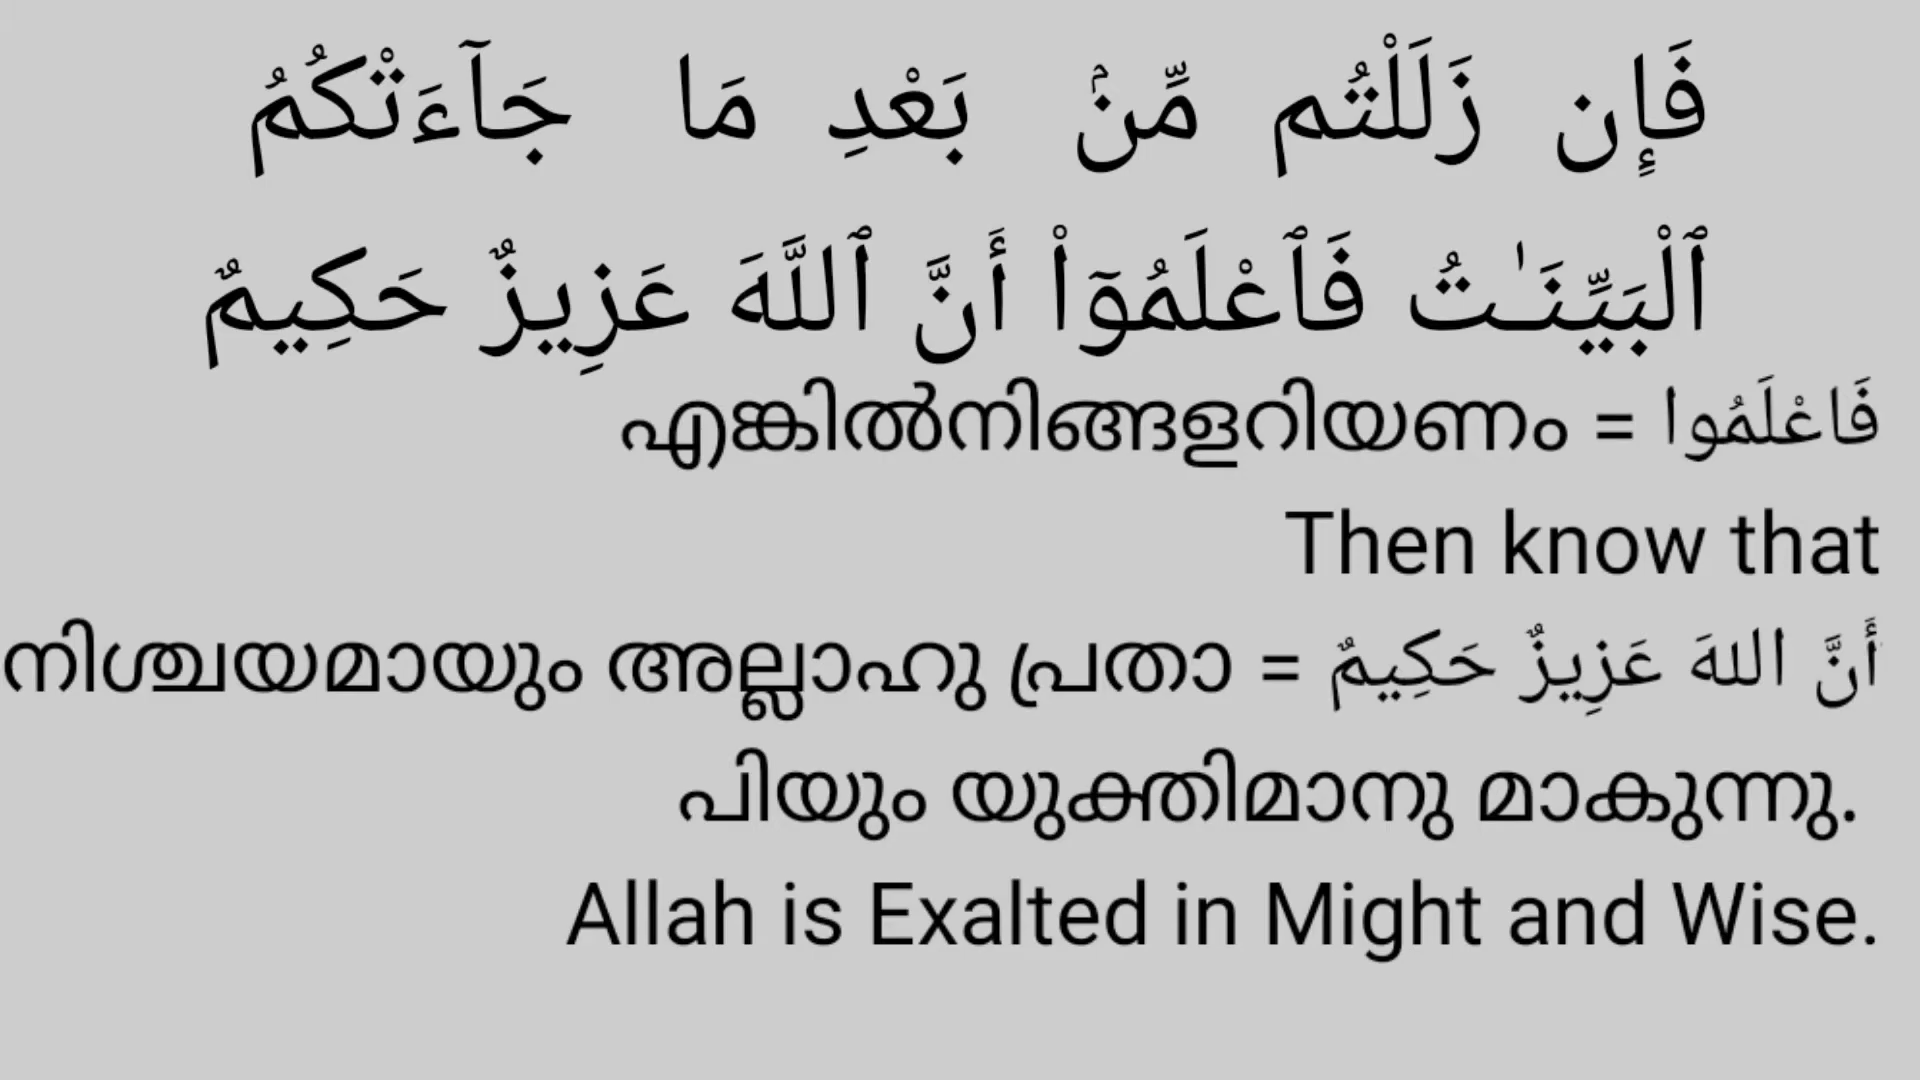 فَإِن زَلَلْتُم مِّنۢ بَعْدِ مَا جَآءَتْكُمُ
ٱلْبَيِّنَـٰتُ فَٱعْلَمُوٓا۟ أَنَّ ٱللَّهَ عَزِيزٌ حَكِيمٌ
فَاعْلَمُوا = എങ്കിൽനിങ്ങളറിയണം
Then know that
أَنَّ اللهَ عَزِيزٌ حَكِيمٌ = നിശ്ചയമായും അല്ലാഹു പ്രതാ
പിയും യുക്തിമാനു മാകുന്നു.
Allah is Exalted in Might and Wise.